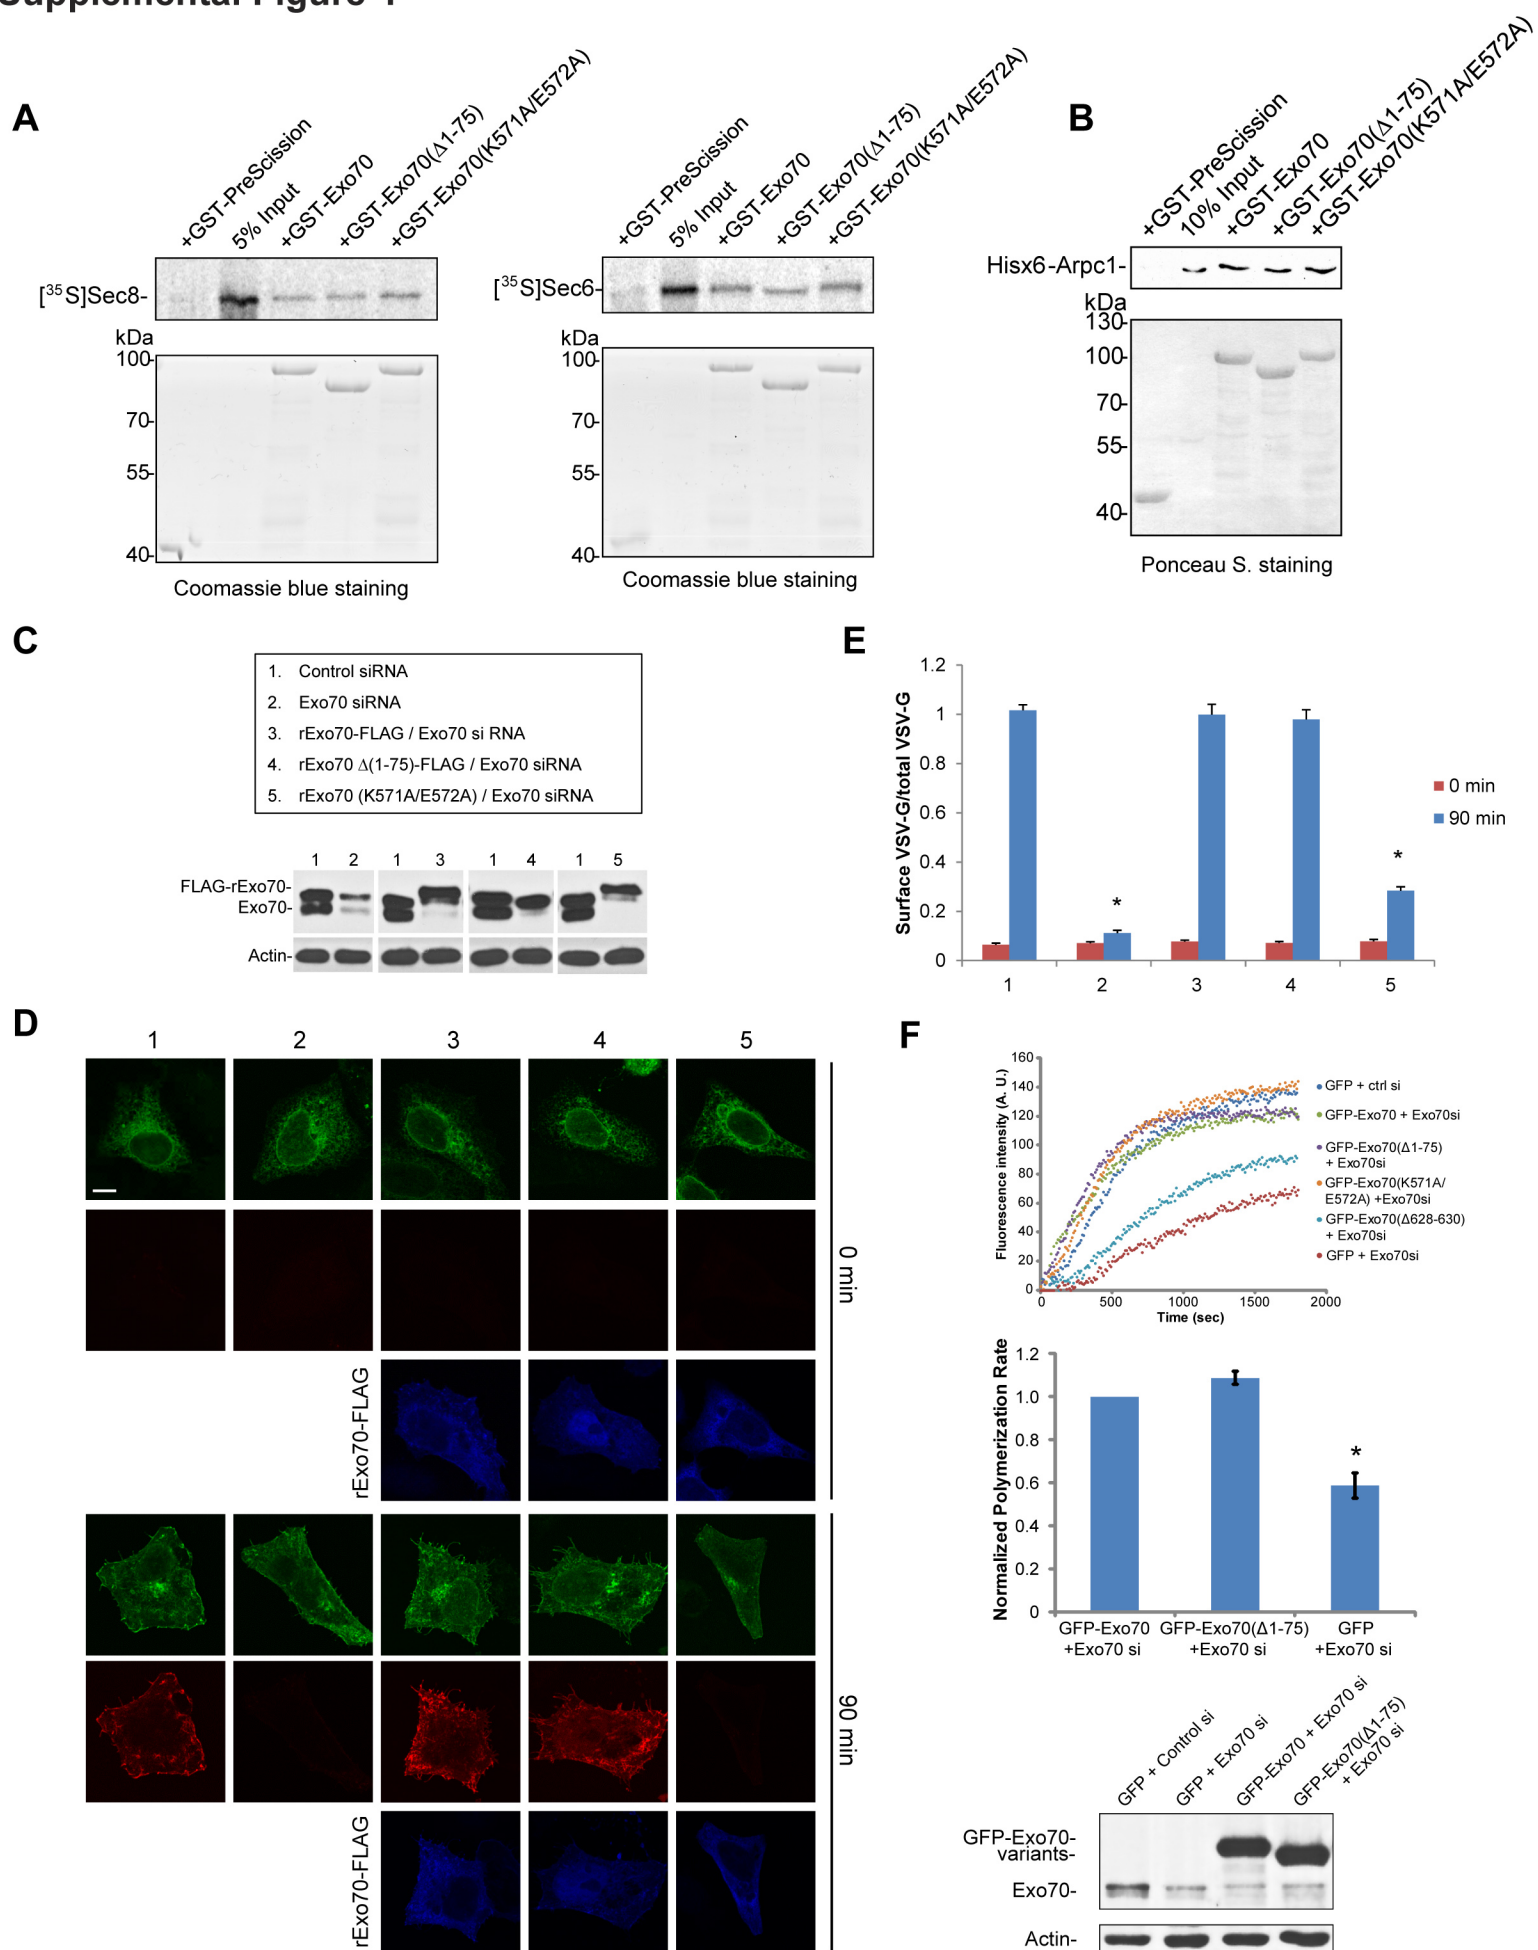 Supplemental Figure 4
A
+GST-PreScission
5% Input
+GST-Exo70
+GST-Exo70(Δ1-75)
+GST-Exo70(K571A/E572A)
[35S]Sec8-
kDa
100-
70-
55-
40-
Coomassie blue staining
+GST-PreScission
5% Input
+GST-Exo70
+GST-Exo70(Δ1-75)
+GST-Exo70(K571A/E572A)
[35S]Sec6-
kDa
100-
70-
55-
40-
Coomassie blue staining
B
+GST-PreScission
10% Input
+GST-Exo70
+GST-Exo70(Δ1-75)
+GST-Exo70(K571A/E572A)
Hisx6-Arpc1-
kDa
130-
100-
70-
55-
40-
Ponceau S. staining
C
1. Control siRNA
2. Exo70 siRNA
3. rExo70-FLAG / Exo70 si RNA
4. rExo70 Δ(1-75)-FLAG / Exo70 siRNA
5. rExo70 (K571A/E572A) / Exo70 siRNA
1 2 1 3 1 4 1 5
FLAG-rExo70-
Exo70-
Actin-
E
Surface VSV-G/total VSV-G
1.2
1
0.8
0.6
0.4
0.2
0
*
*
1 2 3 4 5
0 min
90 min
D
1 2 3 4 5
0 min
rExo70-FLAG
90 min
rExo70-FLAG
F
Fluorescence intensity (A. U.)
160
140
120
100
80
60
40
20
0
0 500 1000 1500 2000
Time (sec)
GFP + ctrl si
GFP-Exo70 + Exo70si
GFP-Exo70(Δ1-75)
+ Exo70si
GFP-Exo70(K571A/
E572A) +Exo70si
GFP-Exo70(Δ628-630)
+ Exo70si
GFP + Exo70si
Normalized Polymerization Rate
1.2
1.0
0.8
0.6
0.4
0.2
0
*
GFP-Exo70
+Exo70 si
GFP-Exo70(Δ1-75)
+Exo70 si
GFP
+Exo70 si
GFP + Control si
GFP + Exo70 si
GFP-Exo70 + Exo70 si
GFP-Exo70(Δ1-75)
+ Exo70 si
GFP-Exo70-
variants-
Exo70-
Actin-